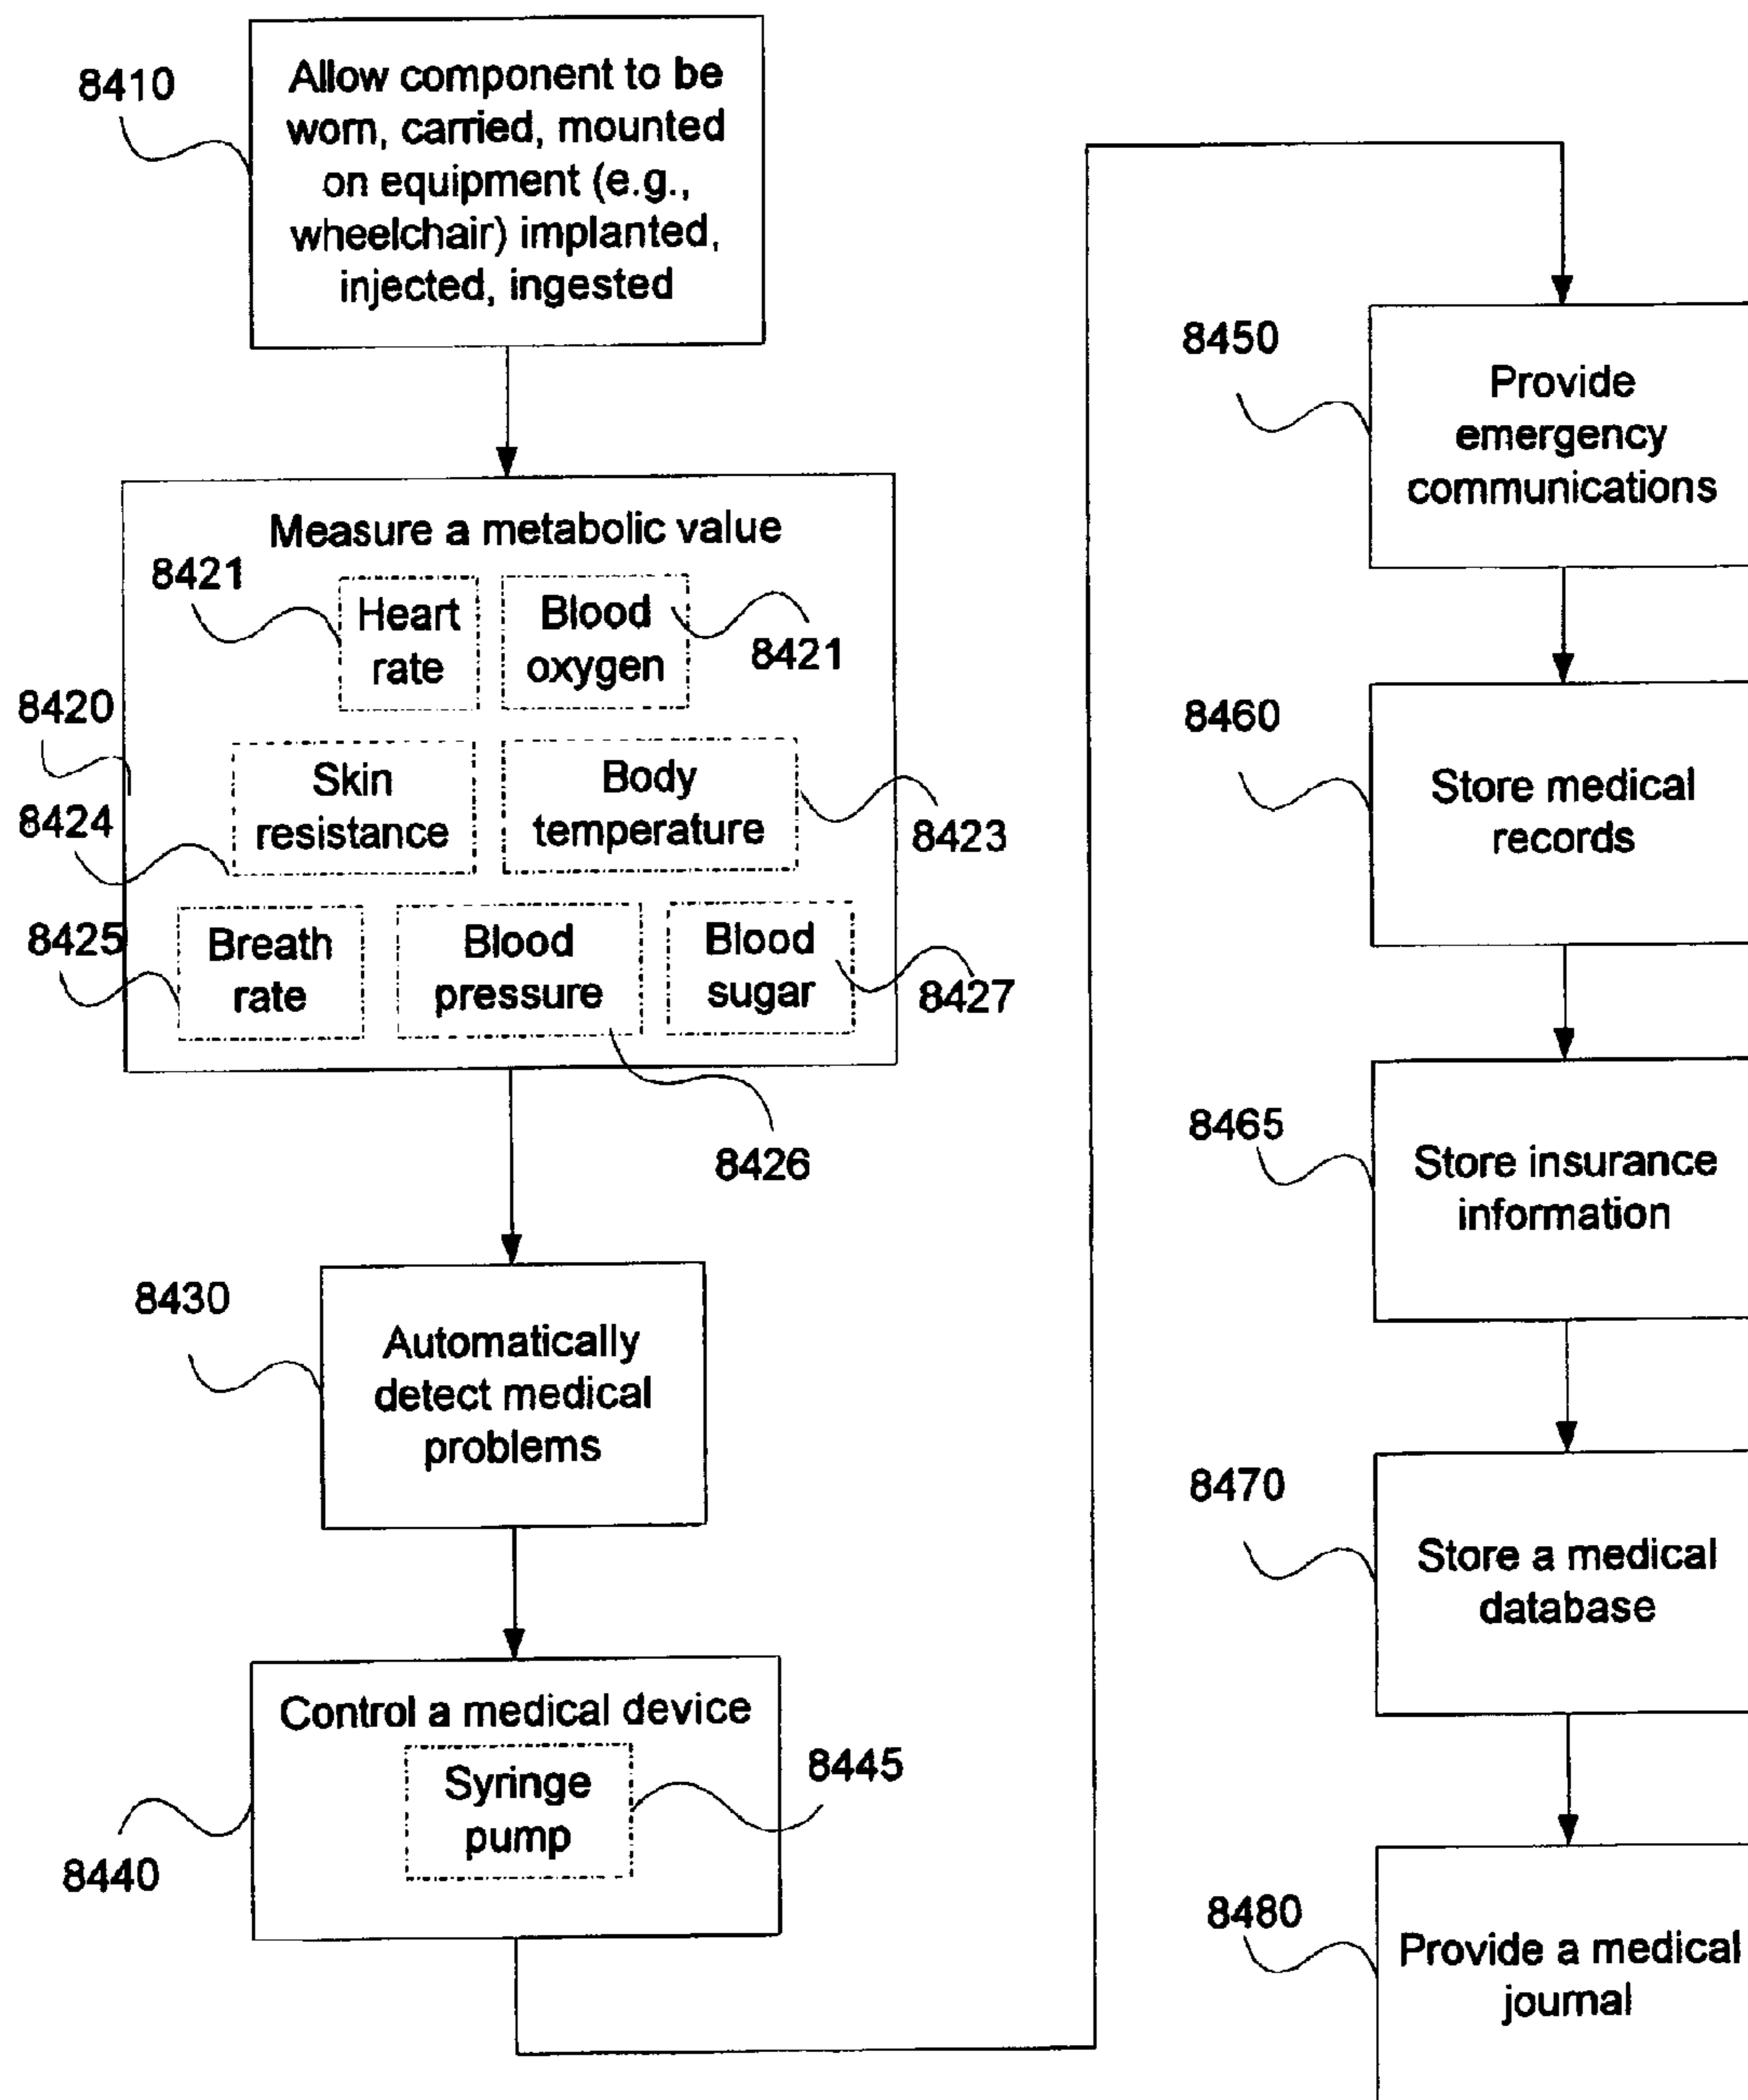 8410
Allow component to be
worn, carried, mounted
on equipment (e.g.,
wheelchair) implanted,
injected, ingested
Measure a metabolic value
8421
Heart
rate
Blood
oxygen
8421
8420
Skin
resistance
Body
temperature
8424
8423
8425
Breath
rate
Blood
pressure
Blood
sugar
8427
8426
8430
Automatically
detect medical
problems
Control a medical device
Syringe
pump
8445
8440
8450
Provide
emergency
communications
8460
Store medical
records
8465
Store insurance
information
8470
Store a medical
database
8480
Provide a medical
journal